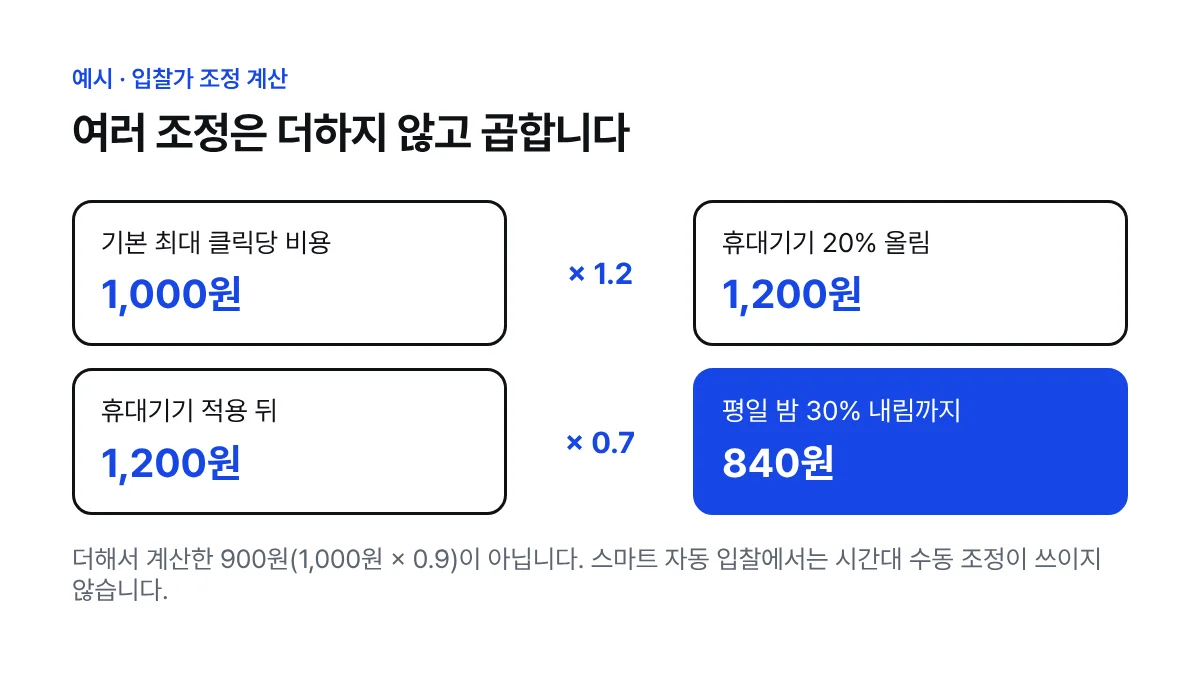 예시 · 입찰가 조정 계산
여러 조정은 더하지 않고 곱합니다
기본 최대 클릭당 비용
1,000원
× 1.2
휴대기기 20% 올림
1,200원
휴대기기 적용 뒤
1,200원
× 0.7
평일 밤 30% 내림까지
840원
더해서 계산한 900원(1,000원 × 0.9)이 아닙니다. 스마트 자동 입찰에서는 시간대 수동 조정이 쓰이지
않습니다.